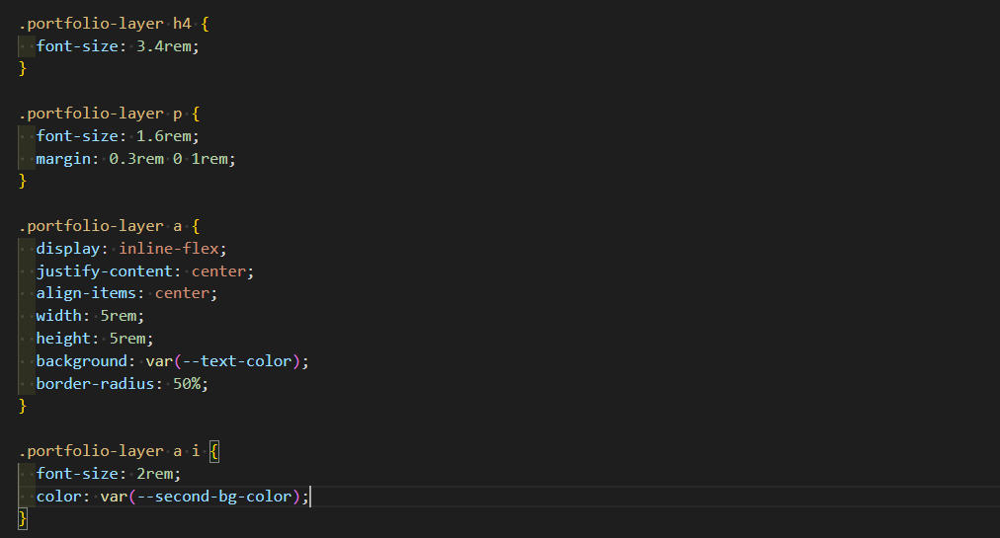 .portfolio-layer h4 {
  font-size: 3.4rem;
}

.portfolio-layer p {
  font-size: 1.6rem;
  margin: 0.3rem 0 1rem;
}

.portfolio-layer a {
  display: inline-flex;
  justify-content: center;
  align-items: center;
  width: 5rem;
  height: 5rem;
  background: var(--text-color);
  border-radius: 50%;
}

.portfolio-layer a i {
  font-size: 2rem;
  color: var(--second-bg-color);
}